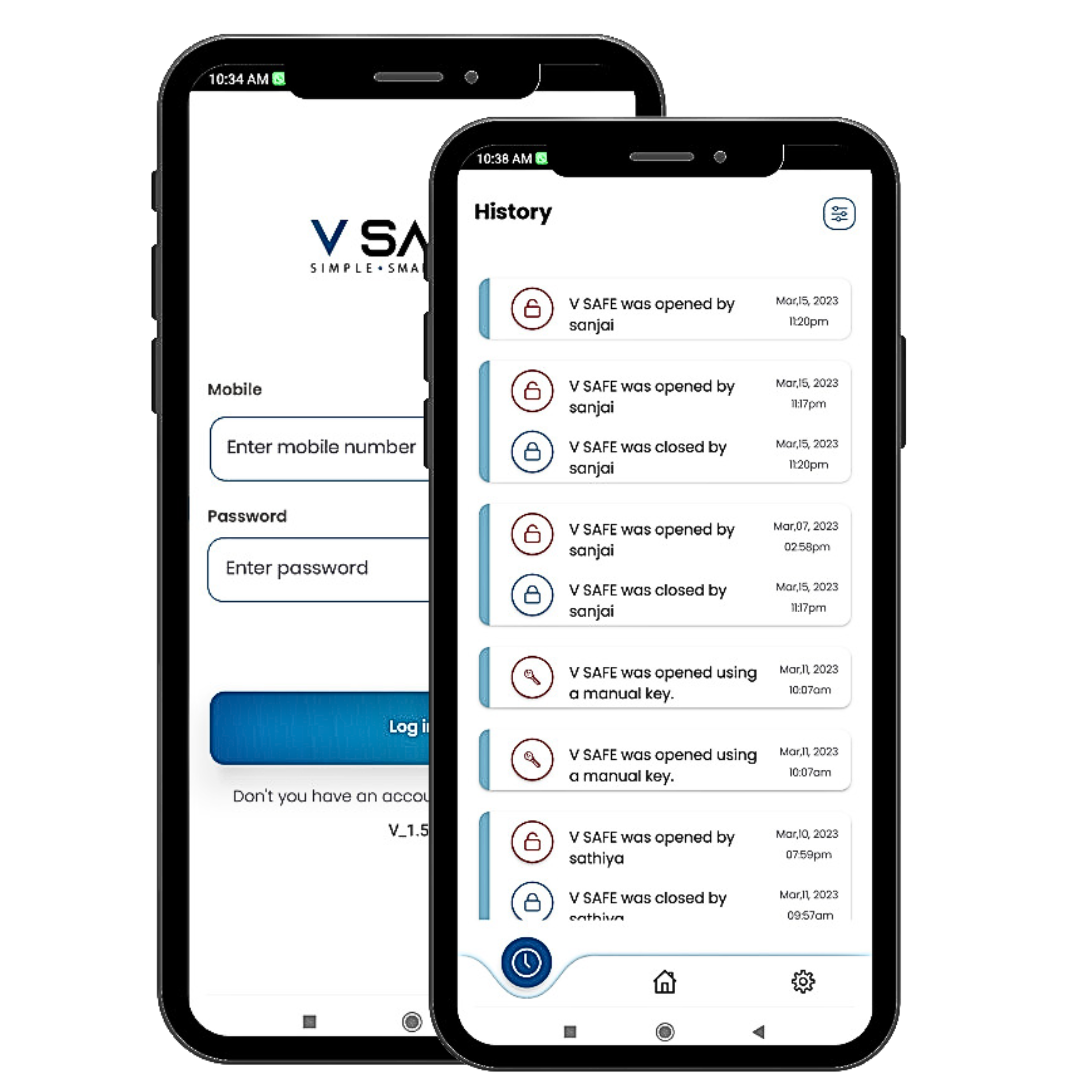 10:34 AM
V SA
SIMPLE•SMA
Mobile
Enter mobile number
Password
Enter password
Log i
Don't you have an accou
V_1.5
10:38 AM
History
V SAFE was opened by
sanjai
Mar,15, 2023
11:20pm
V SAFE was opened by
sanjai
Mar,15, 2023
11:17pm
V SAFE was closed by
sanjai
Mar,15, 2023
11:20pm
V SAFE was opened by
sanjai
Mar,07, 2023
02:58pm
V SAFE was closed by
sanjai
Mar,15, 2023
11:17pm
V SAFE was opened using
a manual key.
Mar,11, 2023
10:07am
V SAFE was opened using
a manual key.
Mar,11, 2023
10:07am
V SAFE was opened by
sathiya
Mar,10, 2023
07:59pm
V SAFE was closed by
sathiya
Mar,11, 2023
09:57am